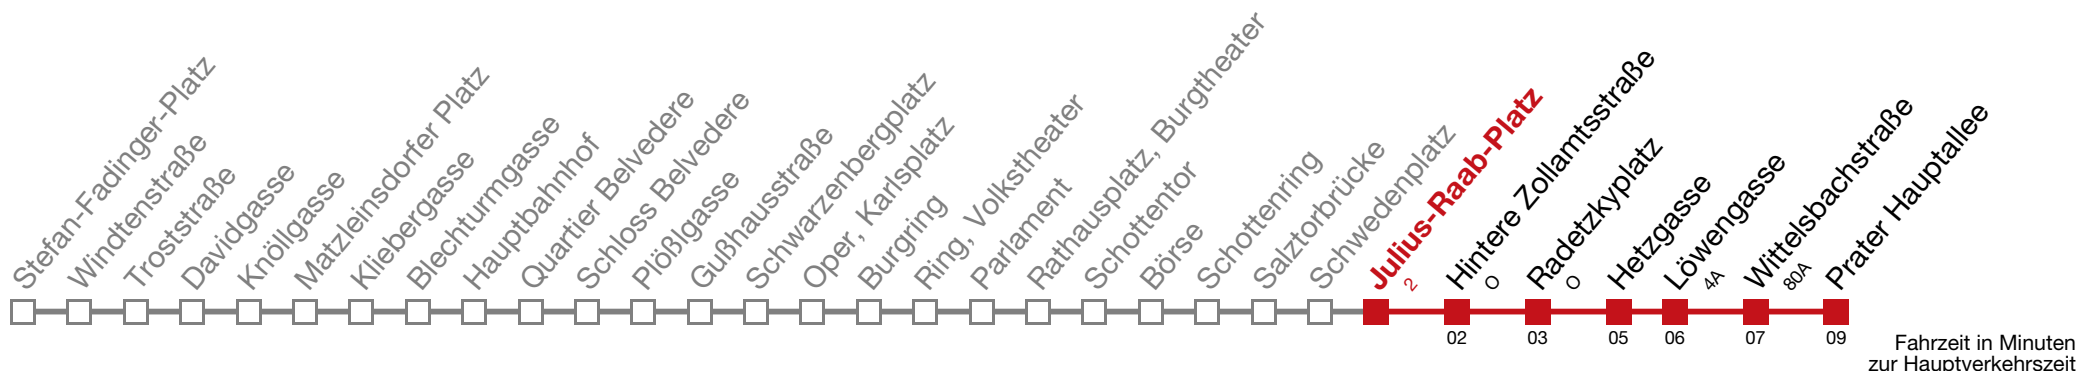 Stefan-Fadinger-Platz
Windtenstraße
Troststraße
Davidgasse
Knöllgasse
Matzleinsdorfer Platz
Kliebergasse
Blechturmgasse
Hauptbahnhof
Quartier Belvedere
Schloss Belvedere
Plößlgasse
Gußhausstraße
Schwarzenbergplatz
Oper, Karlsplatz
Burgring
Ring, Volkstheater
Parlament
Rathausplatz, Burgtheater
Schottentor
Börse
Schottenring
Salztorbrücke
Schwedenplatz
Julius-Raab-Platz
2
Hintere Zollamtsstraße
O
Radetzkyplatz
O
Hetzgasse
Löwengasse
4A
Wittelsbachstraße
80A
Prater Hauptallee
02
03
05
06
07
09
Fahrzeit in Minuten
zur Hauptverkehrszeit